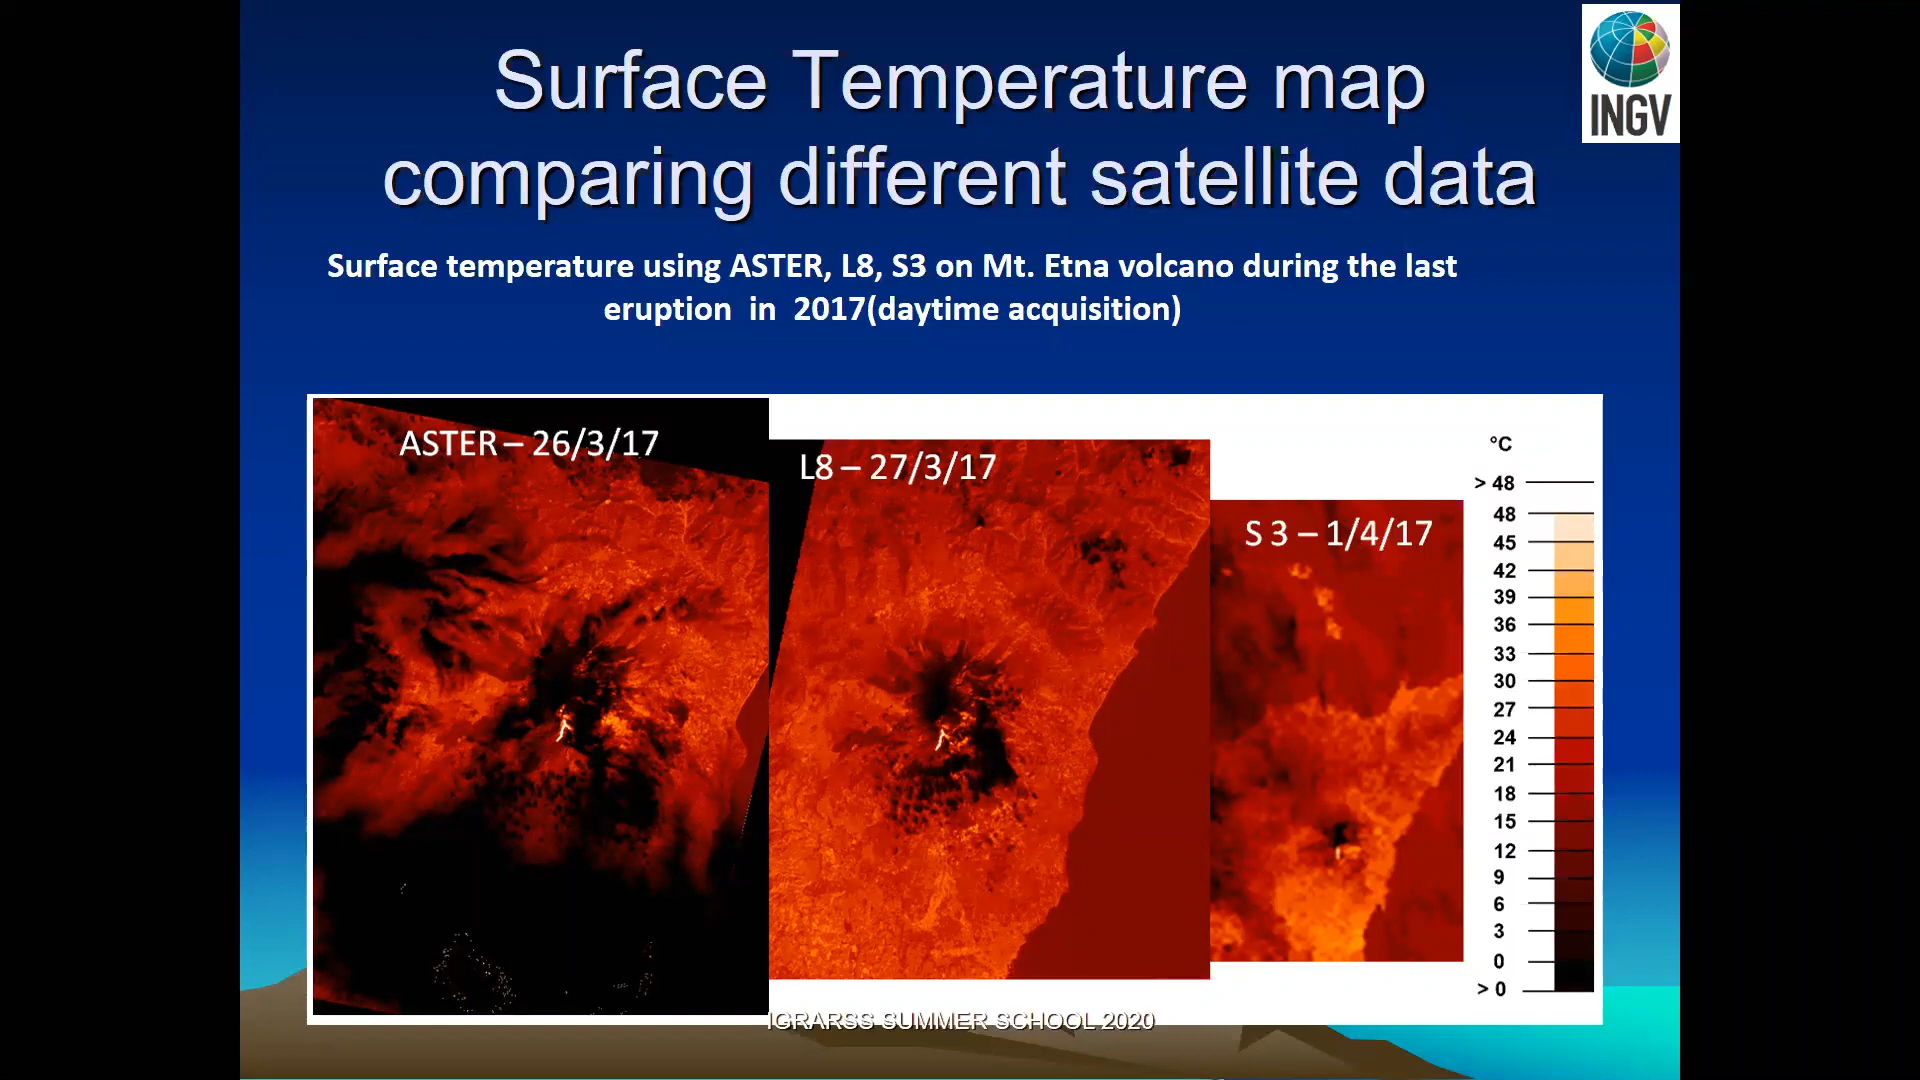 Surface Temperature map
comparing different satellite data
INGV
Surface temperature using ASTER, L8, S3 on Mt. Etna volcano during the last
eruption in 2017(daytime acquisition)
ASTER – 26/3/17
L8 – 27/3/17
S 3 – 1/4/17
°C
> 48
48
45
42
39
36
33
30
27
24
21
18
15
12
9
6
3
0
> 0
IGRARSS SUMMER SCHOOL 2020